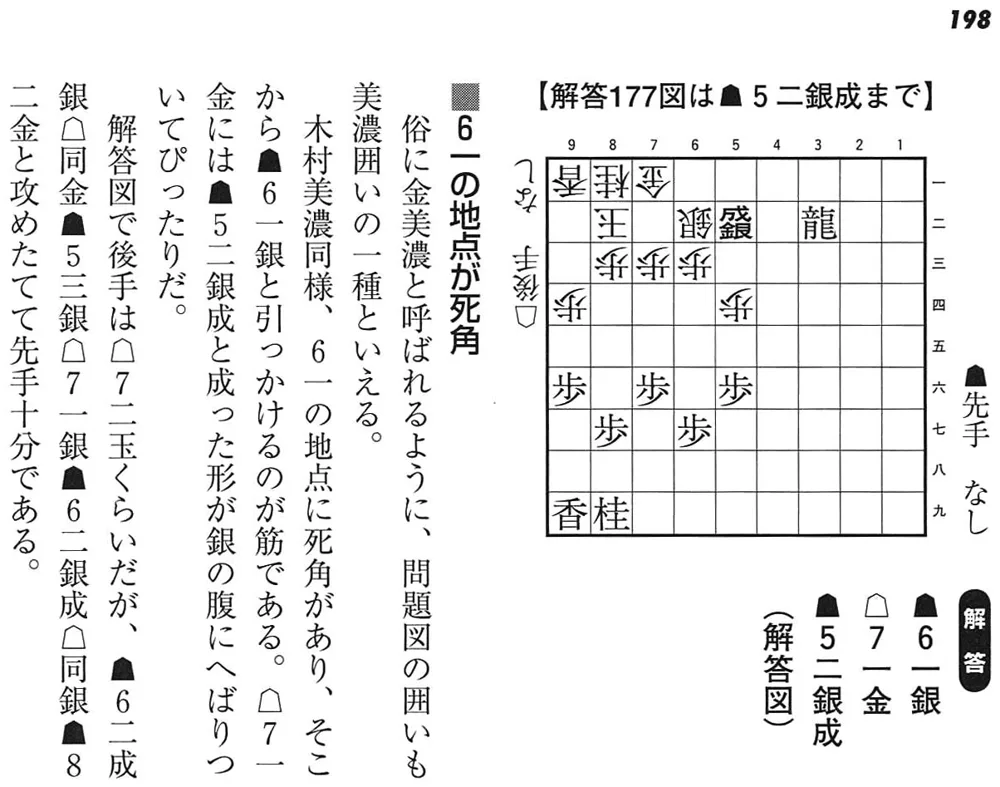 198
【解答177図は☗5二銀成まで】
9 8 7 6 5 4 3 2 1
香桂金 一
王銀全龍 二
歩歩歩 三
歩歩 四
五
歩歩歩 六
歩歩 七
八
香桂 九
☗先手 なし
☖後手 なし
解答
☗6一銀
☖7一金
☗5二銀成
(解答図)
■6一の地点が死角
俗に金美濃と呼ばれるように、問題図の囲いも
美濃囲いの一種といえる。
木村美濃同様、6一の地点に死角があり、そこ
から☗6一銀と引っかけるのが筋である。☖7一
金には☗5二銀成と成った形が銀の腹にへばりつ
いてぴったりだ。
解答図で後手は☖7二玉くらいだが、☗6二成
銀☖同金☗5三銀☖7一銀☗6二銀成☖同銀☗8
二金と攻めたてて先手十分である。